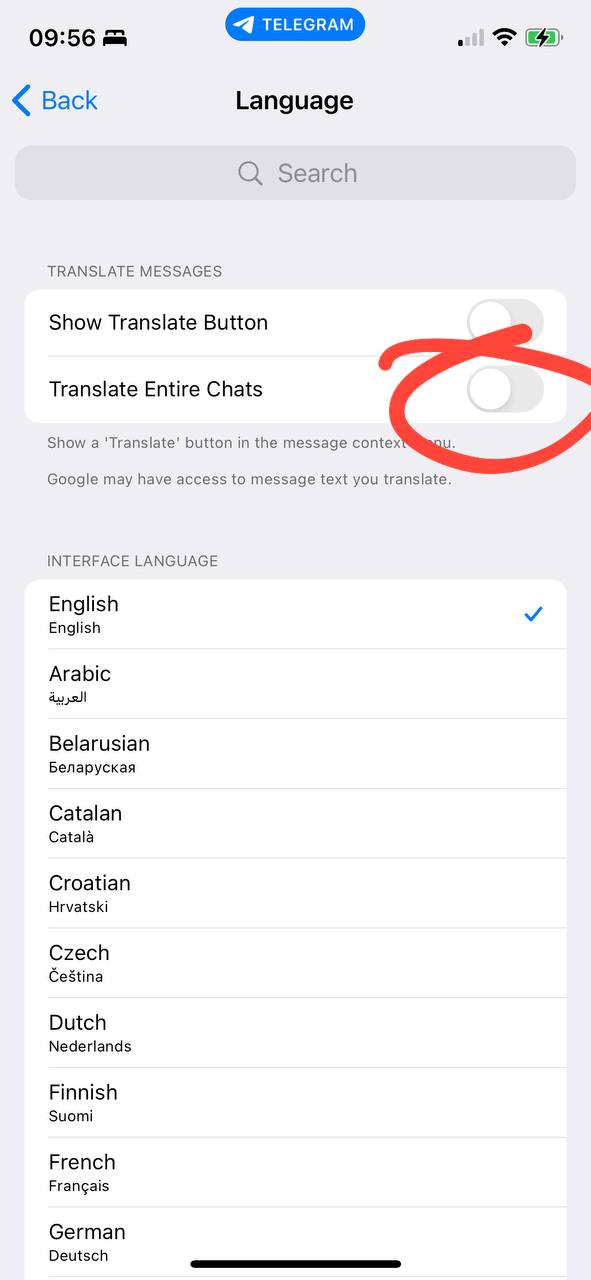 09:56
TELEGRAM
Back
Language
Search
TRANSLATE MESSAGES
Show Translate Button
Translate Entire Chats
Show a 'Translate' button in the message context menu.
Google may have access to message text you translate.
INTERFACE LANGUAGE
English
English
Arabic
العربية
Belarusian
Беларуская
Catalan
Català
Croatian
Hrvatski
Czech
Čeština
Dutch
Nederlands
Finnish
Suomi
French
Français
German
Deutsch